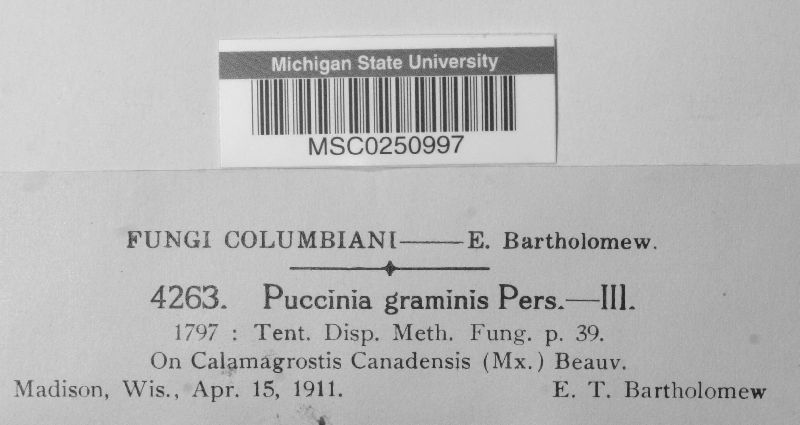 Michigan State University
MSC0250997
FUNGI COLUMBIANI——E. Bartholomew.
4263. Puccinia graminis Pers.—III.
1797 : Tent. Disp. Meth. Fung. p. 39.
On Calamagrostis Canadensis (Mx.) Beauv.
Madison, Wis., Apr. 15, 1911. E. T. Bartholomew